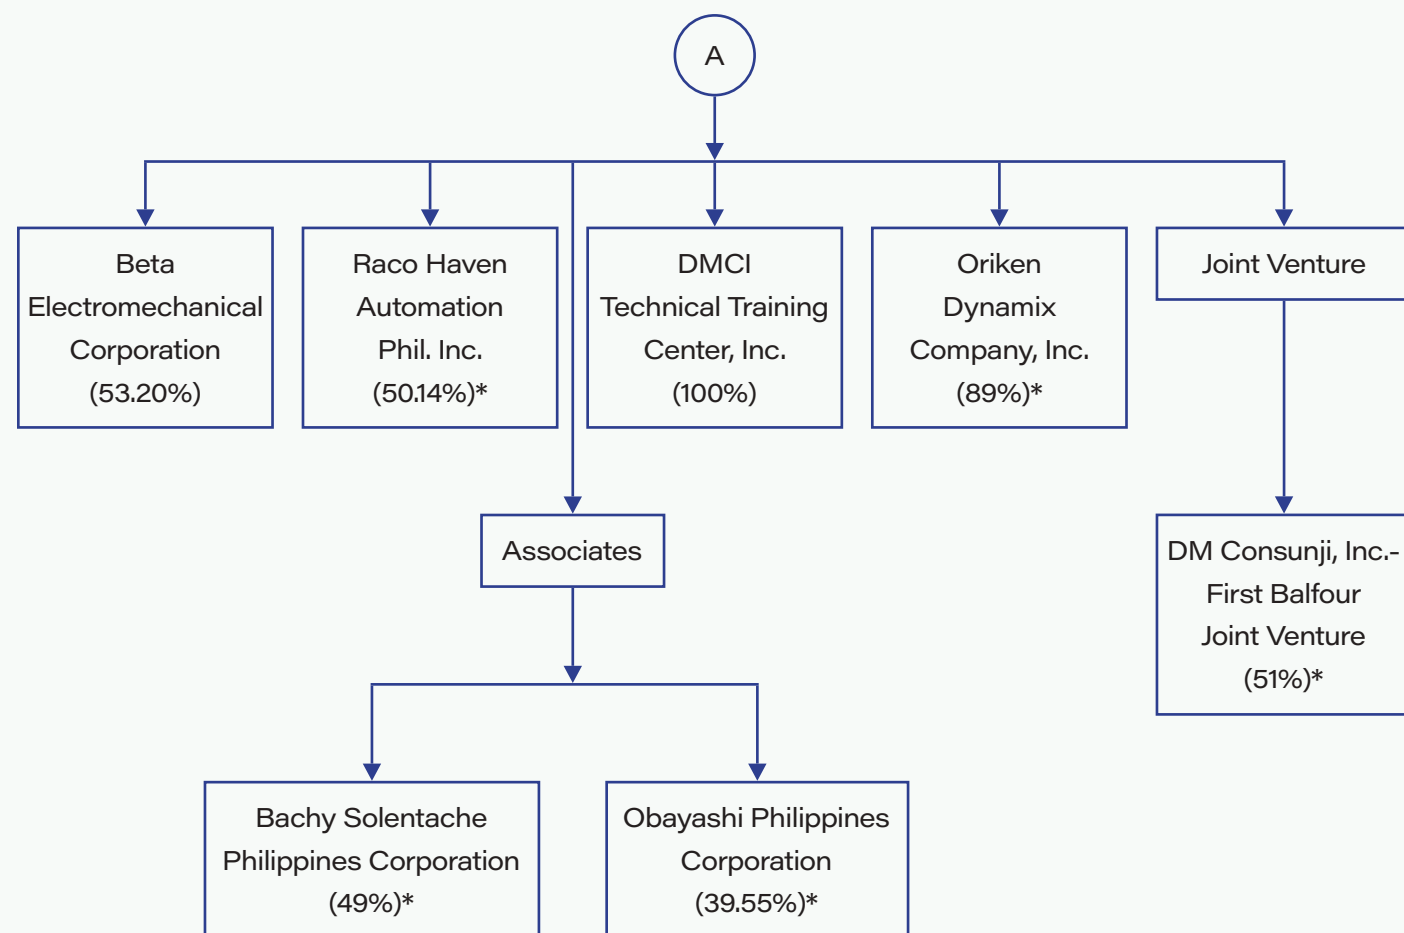 A
Beta
Electromechanical
Corporation
(53.20%)
Raco Haven
Automation
Phil. Inc.
(50.14%)*
DMCI
Technical Training
Center, Inc.
(100%)
Oriken
Dynamix
Company, Inc.
(89%)*
Joint Venture
Associates
DM Consunji, Inc.-
First Balfour
Joint Venture
(51%)*
Bachy Solentache
Philippines Corporation
(49%)*
Obayashi Philippines
Corporation
(39.55%)*